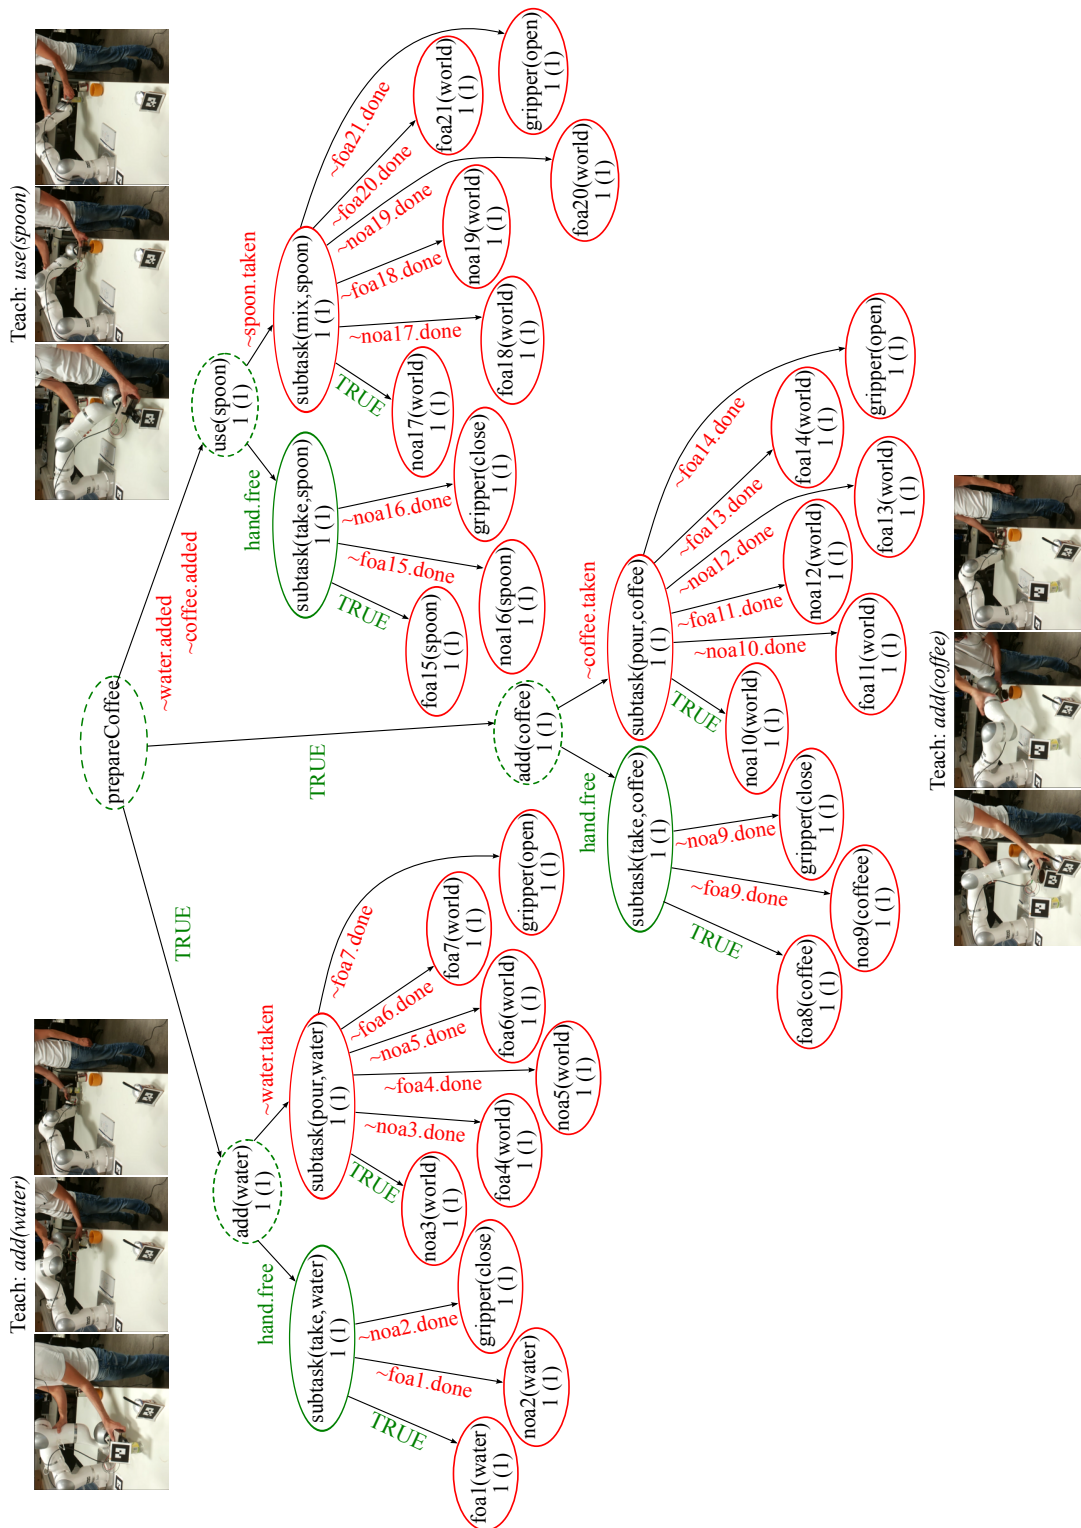 Teach: add(water)
Teach: use(spoon)
prepareCoffee
TRUE
TRUE
~water.added
~coffee.added
add(water)
1 (1)
use(spoon)
1 (1)
hand.free
~water.taken
hand.free
~spoon.taken
subtask(take,water)
1 (1)
subtask(pour,water)
1 (1)
subtask(take,spoon)
1 (1)
subtask(mix,spoon)
1 (1)
TRUE
~foa1.done
~noa2.done
TRUE
~noa3.done
~foa4.done
~noa5.done
~foa6.done
~foa7.done
TRUE
~foa15.done
~noa16.done
TRUE
~noa17.done
~foa18.done
~noa19.done
~foa20.done
~foa21.done
foa1(water)
1 (1)
noa2(water)
1 (1)
gripper(close)
1 (1)
noa3(world)
1 (1)
foa4(world)
1 (1)
noa5(world)
1 (1)
foa6(world)
1 (1)
foa7(world)
1 (1)
gripper(open)
1 (1)
foa15(spoon)
1 (1)
noa16(spoon)
1 (1)
gripper(close)
1 (1)
noa17(world)
1 (1)
foa18(world)
1 (1)
noa19(world)
1 (1)
foa20(world)
1 (1)
foa21(world)
1 (1)
gripper(open)
1 (1)
add(coffee)
1 (1)
hand.free
~coffee.taken
subtask(take,coffee)
1 (1)
subtask(pour,coffee)
1 (1)
TRUE
~foa9.done
~noa9.done
TRUE
~noa10.done
~foa11.done
~noa12.done
~foa13.done
~foa14.done
foa8(coffee)
1 (1)
noa9(coffeee
1 (1)
gripper(close)
1 (1)
noa10(world)
1 (1)
foa11(world)
1 (1)
noa12(world)
1 (1)
foa13(world)
1 (1)
foa14(world)
1 (1)
gripper(open)
1 (1)
Teach: add(coffee)